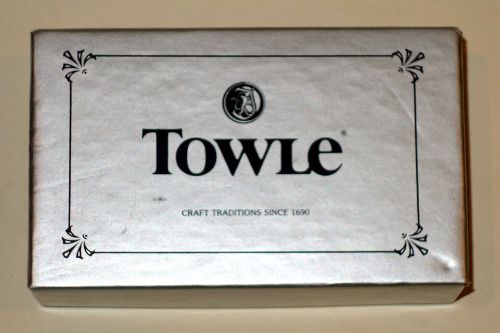 TOWLE®
CRAFT TRADITIONS SINCE 1690